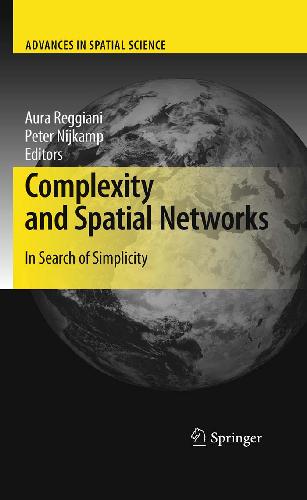 ADVANCES IN SPATIAL SCIENCE
Aura Reggiani
Peter Nijkamp
Editors
Complexity
and Spatial Networks
In Search of Simplicity
Springer